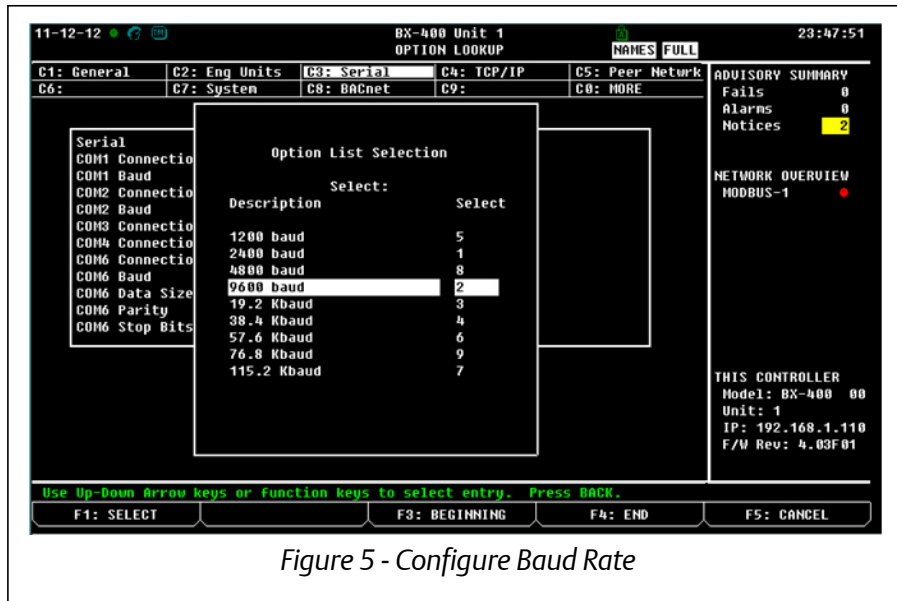 11-12-12 BX-400 Unit 1 23:47:51
OPTION LOOKUP NAMES FULL
C1: General C2: Eng Units C3: Serial C4: TCP/IP C5: Peer Netwrk
C6: C7: System C8: BACnet C9: C0: MORE
ADVISORY SUMMARY
Fails 0
Alarms 0
Notices 2
NETWORK OVERVIEW
MODBUS-1
Serial
COM1 Connectio
COM1 Baud
COM2 Connectio
COM2 Baud
COM3 Connectio
COM4 Connectio
COM6 Connectio
COM6 Baud
COM6 Data Size
COM6 Parity
COM6 Stop Bits
Option List Selection
Select:
Description Select
1200 baud 5
2400 baud 1
4800 baud 8
9600 baud 2
19.2 Kbaud 3
38.4 Kbaud 4
57.6 Kbaud 6
76.8 Kbaud 9
115.2 Kbaud 7
THIS CONTROLLER
Model: BX-400 00
Unit: 1
IP: 192.168.1.110
F/W Rev: 4.03F01
Use Up-Down Arrow keys or function keys to select entry. Press BACK.
F1: SELECT F3: BEGINNING F4: END F5: CANCEL
Figure 5 - Configure Baud Rate